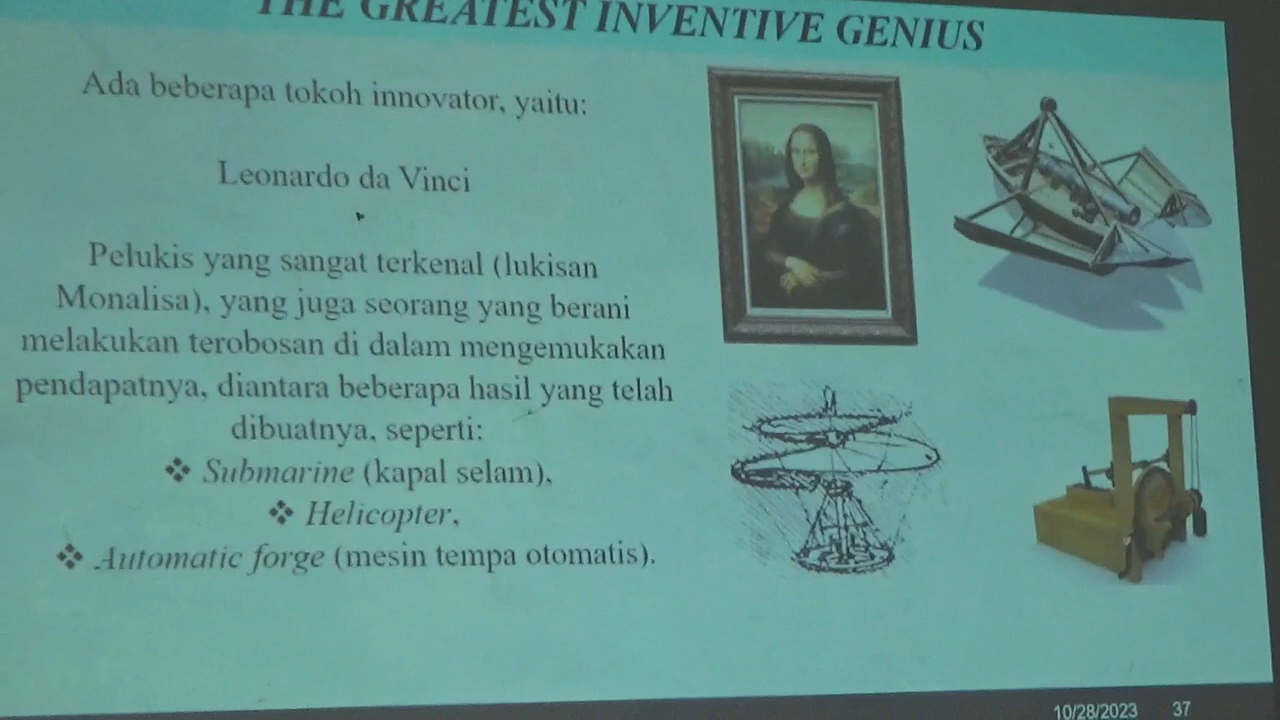 THE GREATEST INVENTIVE GENIUS
Ada beberapa tokoh innovator, yaitu:
Leonardo da Vinci
Pelukis yang sangat terkenal (lukisan
Monalisa), yang juga seorang yang berani
melakukan terobosan di dalam mengemukakan
pendapatnya, diantara beberapa hasil yang telah
dibuatnya, seperti:
❖ Submarine (kapal selam),
❖ Helicopter,
❖ Automatic forge (mesin tempa otomatis).
10/28/2023 37